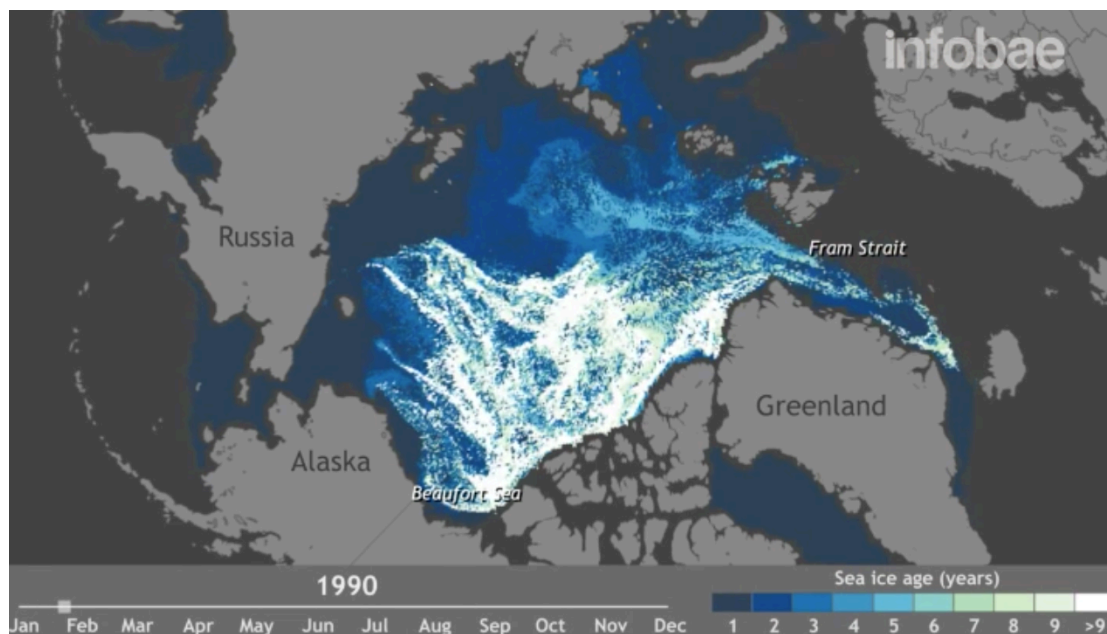 infobae
Russia
Fram Strait
Greenland
Alaska
Beaufort Sea
1990
Jan Feb Mar Apr May Jun Jul Aug Sep Oct Nov Dec
Sea ice age (years)
1 2 3 4 5 6 7 8 9 >9